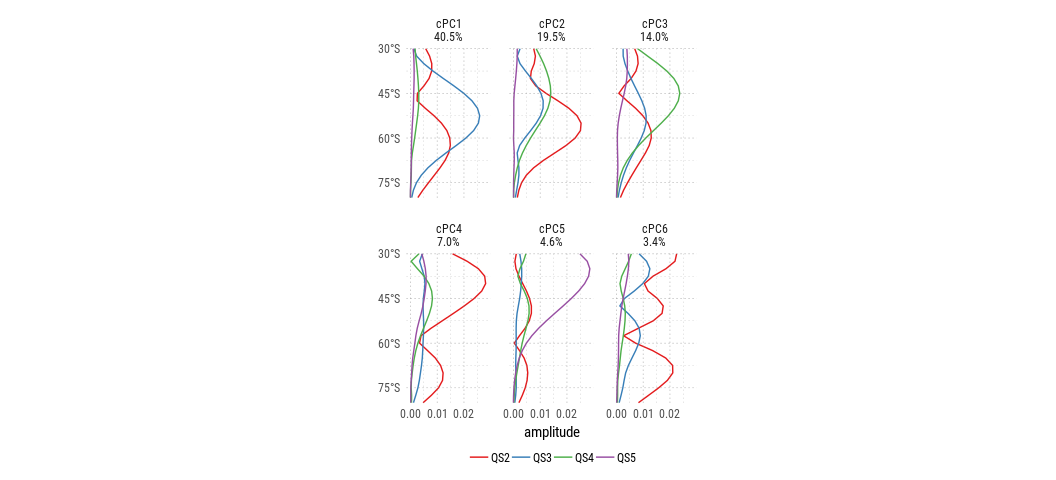 cPC1 cPC2 cPC3
40.5% 19.5% 14.0%
30°S
45°S
60°S
75°S
cPC4 cPC5 cPC6
7.0% 4.6% 3.4%
30°S
45°S
60°S
75°S
0.00 0.01 0.02 0.00 0.01 0.02 0.00 0.01 0.02
amplitude
QS2 QS3 QS4 QS5